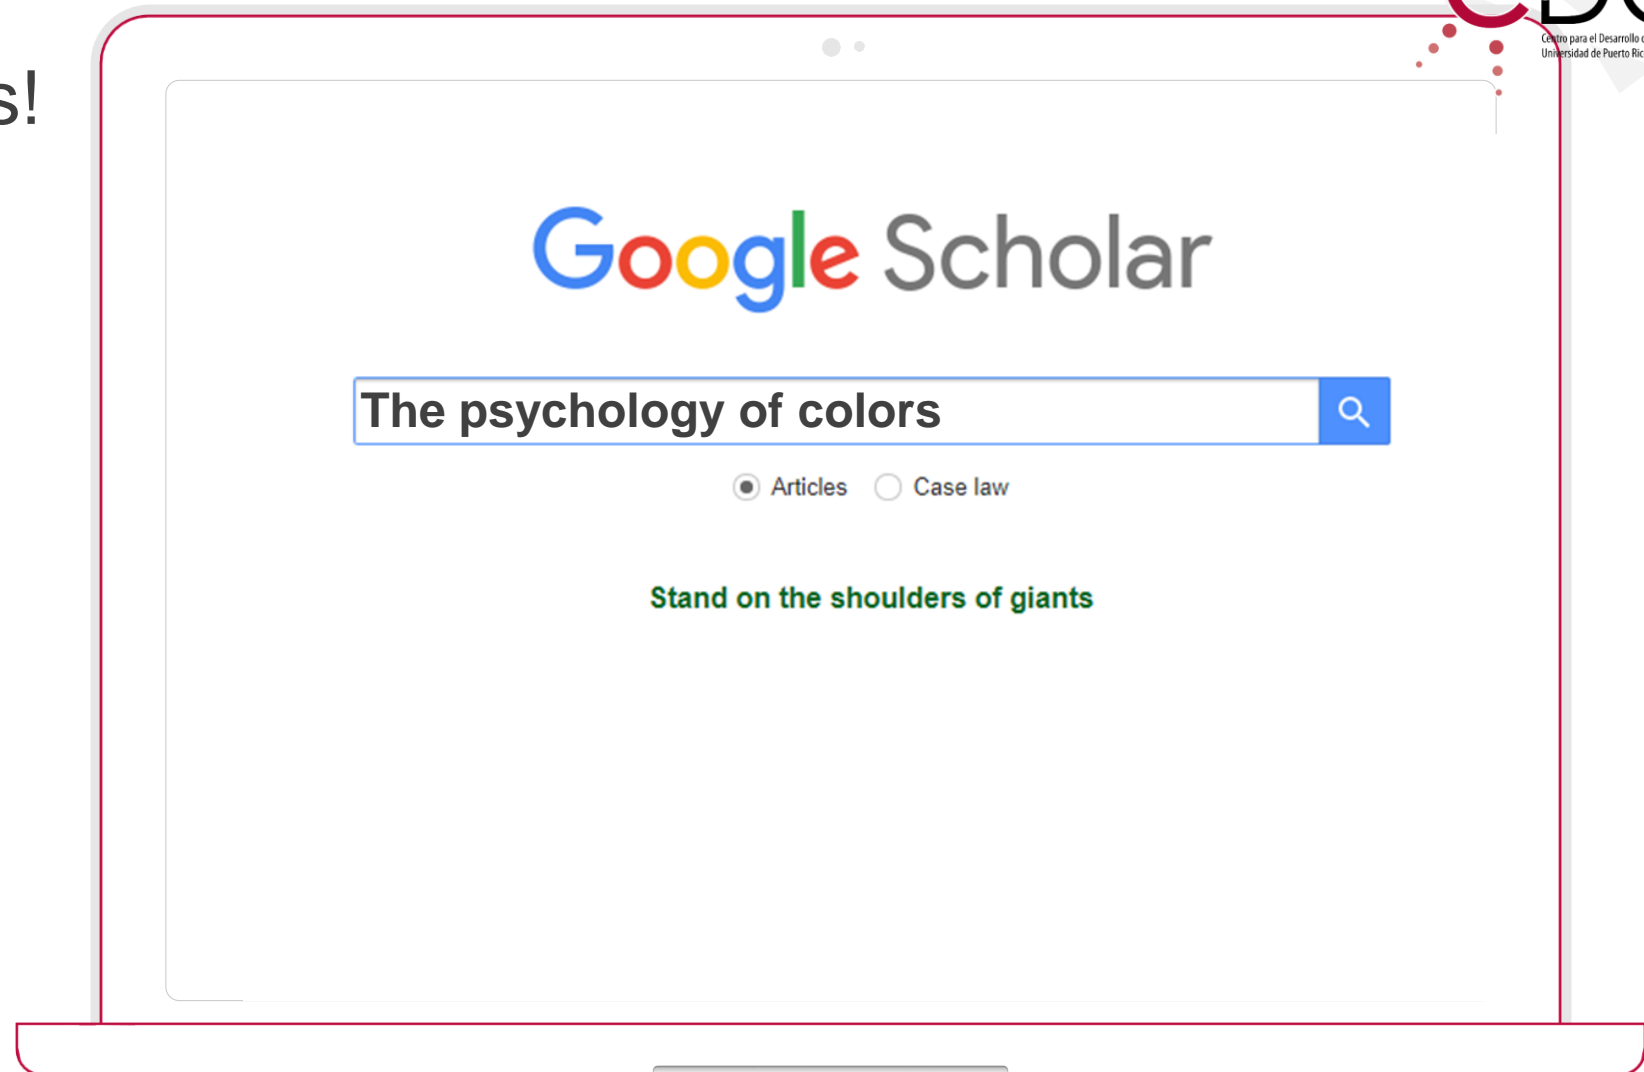 s!
Centro para el Desarrollo
Universidad de Puerto
Google Scholar
The psychology of colors
Articles Case law
Stand on the shoulders of giants